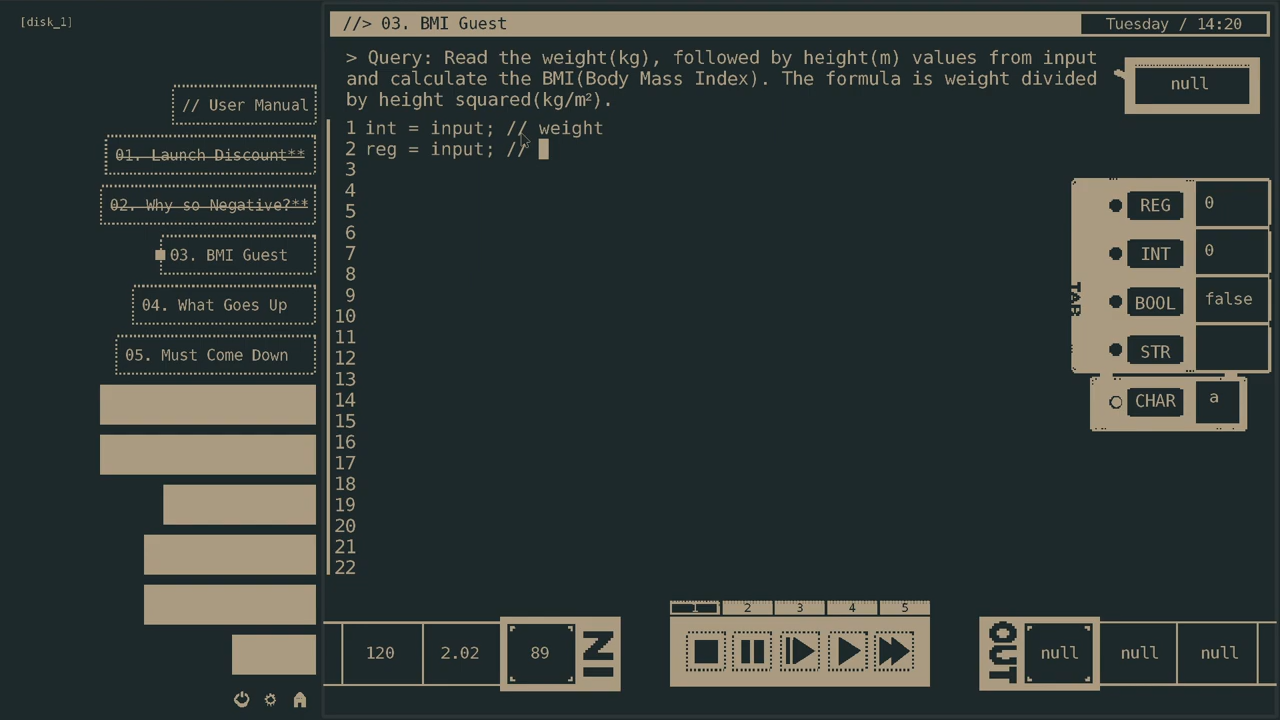 [disk_1]
//> 03. BMI Guest
Tuesday / 14:20
> Query: Read the weight(kg), followed by height(m) values from input
and calculate the BMI(Body Mass Index). The formula is weight divided
by height squared(kg/m²).
null
// User Manual
01. Launch Discount**
02. Why so Negative?**
03. BMI Guest
04. What Goes Up
05. Must Come Down
1 int = input; // weight
2 reg = input; //
3
4
5
6
7
8
9
10
11
12
13
14
15
16
17
18
19
20
21
22
TAP
REG 0
INT 0
BOOL false
STR
CHAR a
1 2 3 4 5
120 2.02 89 IN
OUT null null null